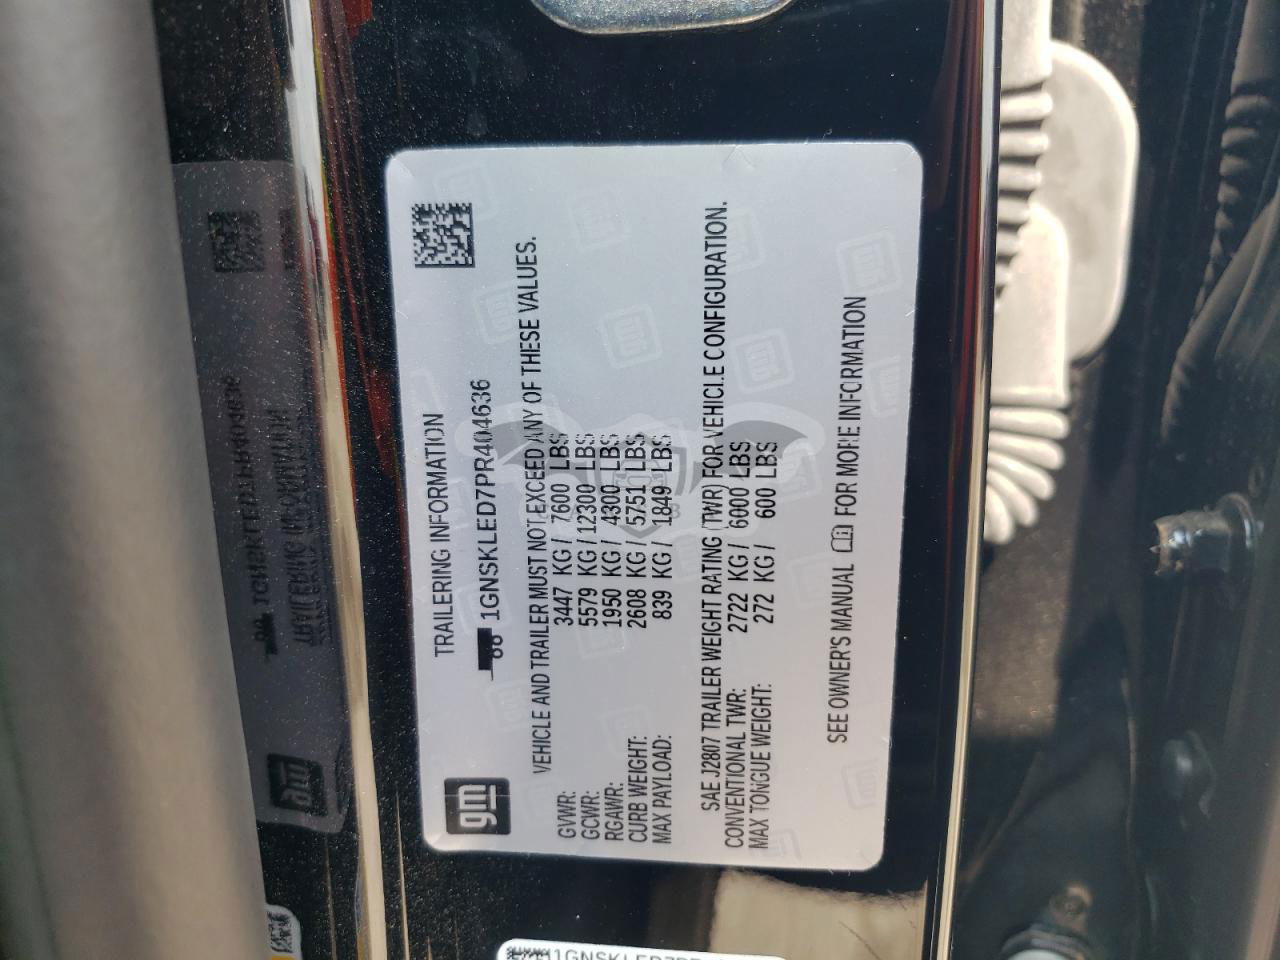 gm
TRAILERING INFORMATION
1GNSKLED7PR404636
VEHICLE AND TRAILER MUST NOT EXCEED ANY OF THESE VALUES.
GVWR: 3447 KG / 7600 LBS
GCWR: 5579 KG / 12300 LBS
RGAWR: 1950 KG / 4300 LBS
CURB WEIGHT: 2608 KG / 5751 LBS
MAX PAYLOAD: 839 KG / 1849 LBS
SAE J2807 TRAILER WEIGHT RATING (TWR) FOR VEHICLE CONFIGURATION.
CONVENTIONAL TWR: 2722 KG / 6000 LBS
MAX TONGUE WEIGHT: 272 KG / 600 LBS
SEE OWNER'S MANUAL FOR MORE INFORMATION